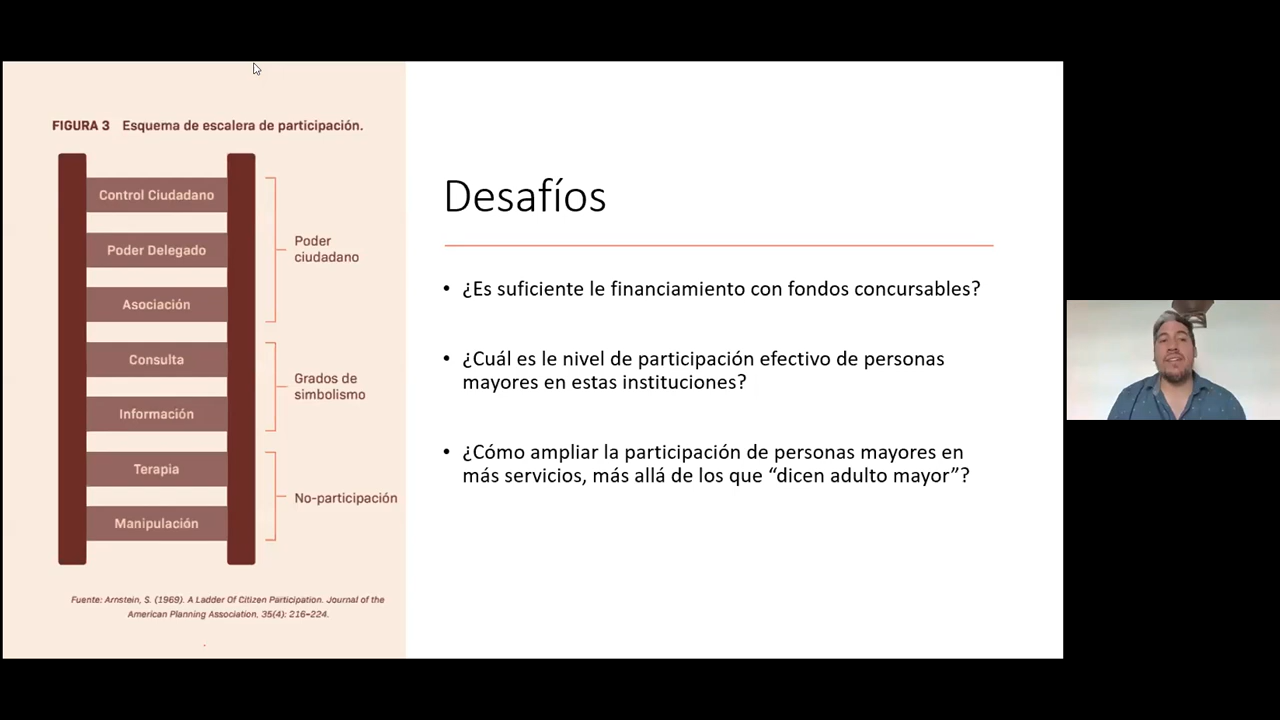 FIGURA 3 Esquema de escalera de participación.
Control Ciudadano
Poder Delegado
Asociación
Poder
ciudadano
Consulta
Información
Grados de
simbolismo
Terapia
Manipulación
No-participación
Fuente: Arnstein, S. (1969). A Ladder Of Citizen Participation. Journal of the
American Planning Association, 35(4): 216-224.
Desafíos
• ¿Es suficiente le financiamiento con fondos concursables?
• ¿Cuál es le nivel de participación efectivo de personas
mayores en estas instituciones?
• ¿Cómo ampliar la participación de personas mayores en
más servicios, más allá de los que “dicen adulto mayor”?